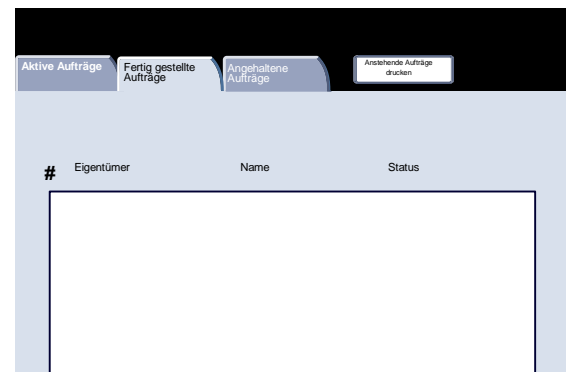 Aktive Aufträge
Fertig gestellte
Aufträge
Angehaltene
Aufträge
Anstehende Aufträge
drucken
# Eigentümer Name Status